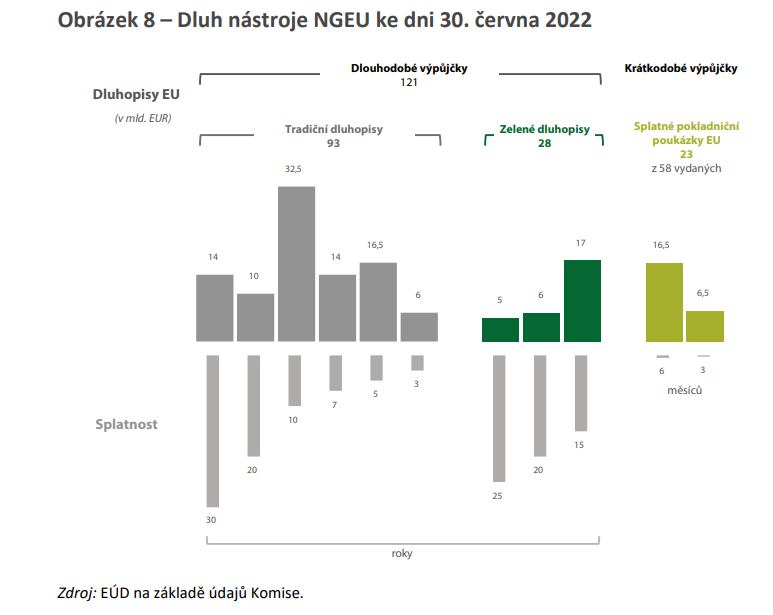 Obrázek 8 – Dluh nástroje NGEU ke dni 30. června 2022
Dlouhodobé výpůjčky
121
Krátkodobé výpůjčky
Dluhopisy EU
(v mld. EUR)
Tradiční dluhopisy
93
Zelené dluhopisy
28
Splatné pokladniční
poukázky EU
23
z 58 vydaných
14
10
32,5
14
16,5
6
5
6
17
16,5
6,5
Splatnost
30
20
10
7
5
3
25
20
15
6
3
měsíců
roky
Zdroj: EÚD na základě údajů Komise.